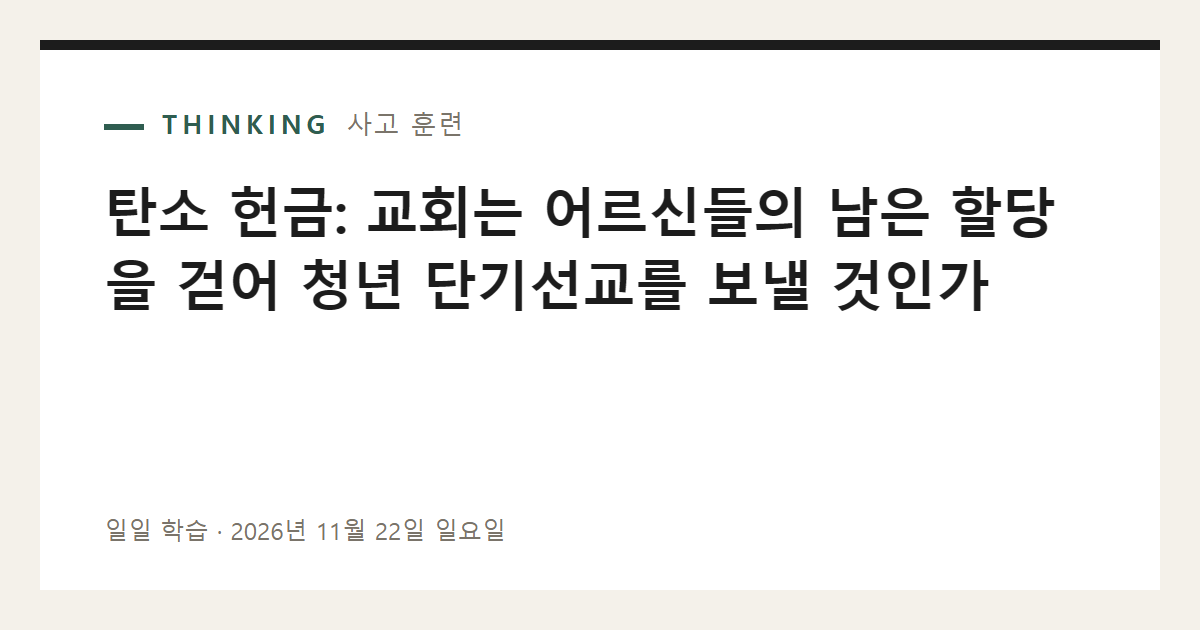 THINKING 사고 훈련
탄소 헌금: 교회는 어르신들의 남은 할당
을 걷어 청년 단기선교를 보낼 것인가
일일 학습 · 2026년 11월 22일 일요일